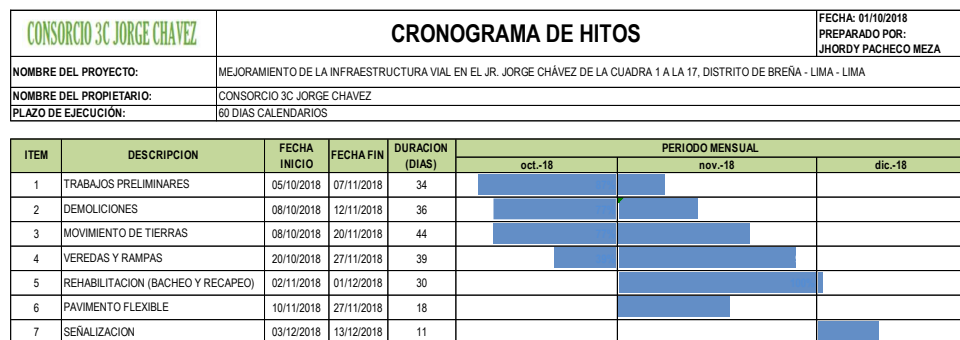 CONSORCIO 3C JORGE CHAVEZ
CRONOGRAMA DE HITOS
FECHA: 01/10/2018
PREPARADO POR:
JHORDY PACHECO MEZA
NOMBRE DEL PROYECTO: MEJORAMIENTO DE LA INFRAESTRUCTURA VIAL EN EL JR. JORGE CHÁVEZ DE LA CUADRA 1 A LA 17, DISTRITO DE BREÑA - LIMA - LIMA
NOMBRE DEL PROPIETARIO: CONSORCIO 3C JORGE CHAVEZ
PLAZO DE EJECUCIÓN: 60 DIAS CALENDARIOS
ITEM DESCRIPCION FECHA INICIO FECHA FIN DURACION (DIAS) PERIODO MENSUAL
oct.-18 nov.-18 dic.-18
1 TRABAJOS PRELIMINARES 05/10/2018 07/11/2018 34
2 DEMOLICIONES 08/10/2018 12/11/2018 36
3 MOVIMIENTO DE TIERRAS 08/10/2018 20/11/2018 44
4 VEREDAS Y RAMPAS 20/10/2018 27/11/2018 39
5 REHABILITACION (BACHEO Y RECAPEO) 02/11/2018 01/12/2018 30
6 PAVIMENTO FLEXIBLE 10/11/2018 27/11/2018 18
7 SEÑALIZACION 03/12/2018 13/12/2018 11